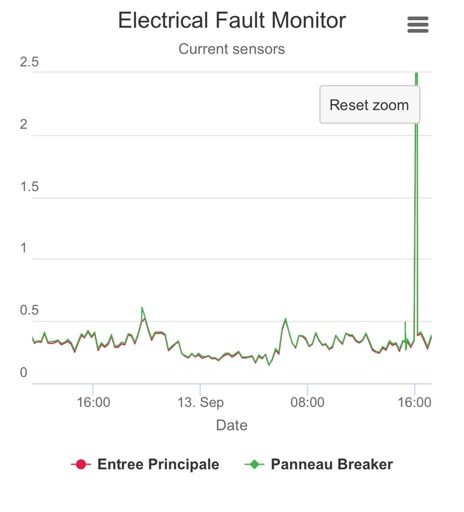 Electrical Fault Monitor
Current sensors
2.5
Reset zoom
2
1.5
1
0.5
0
16:00 13. Sep 08:00 16:00
Date
Entree Principale Panneau Breaker